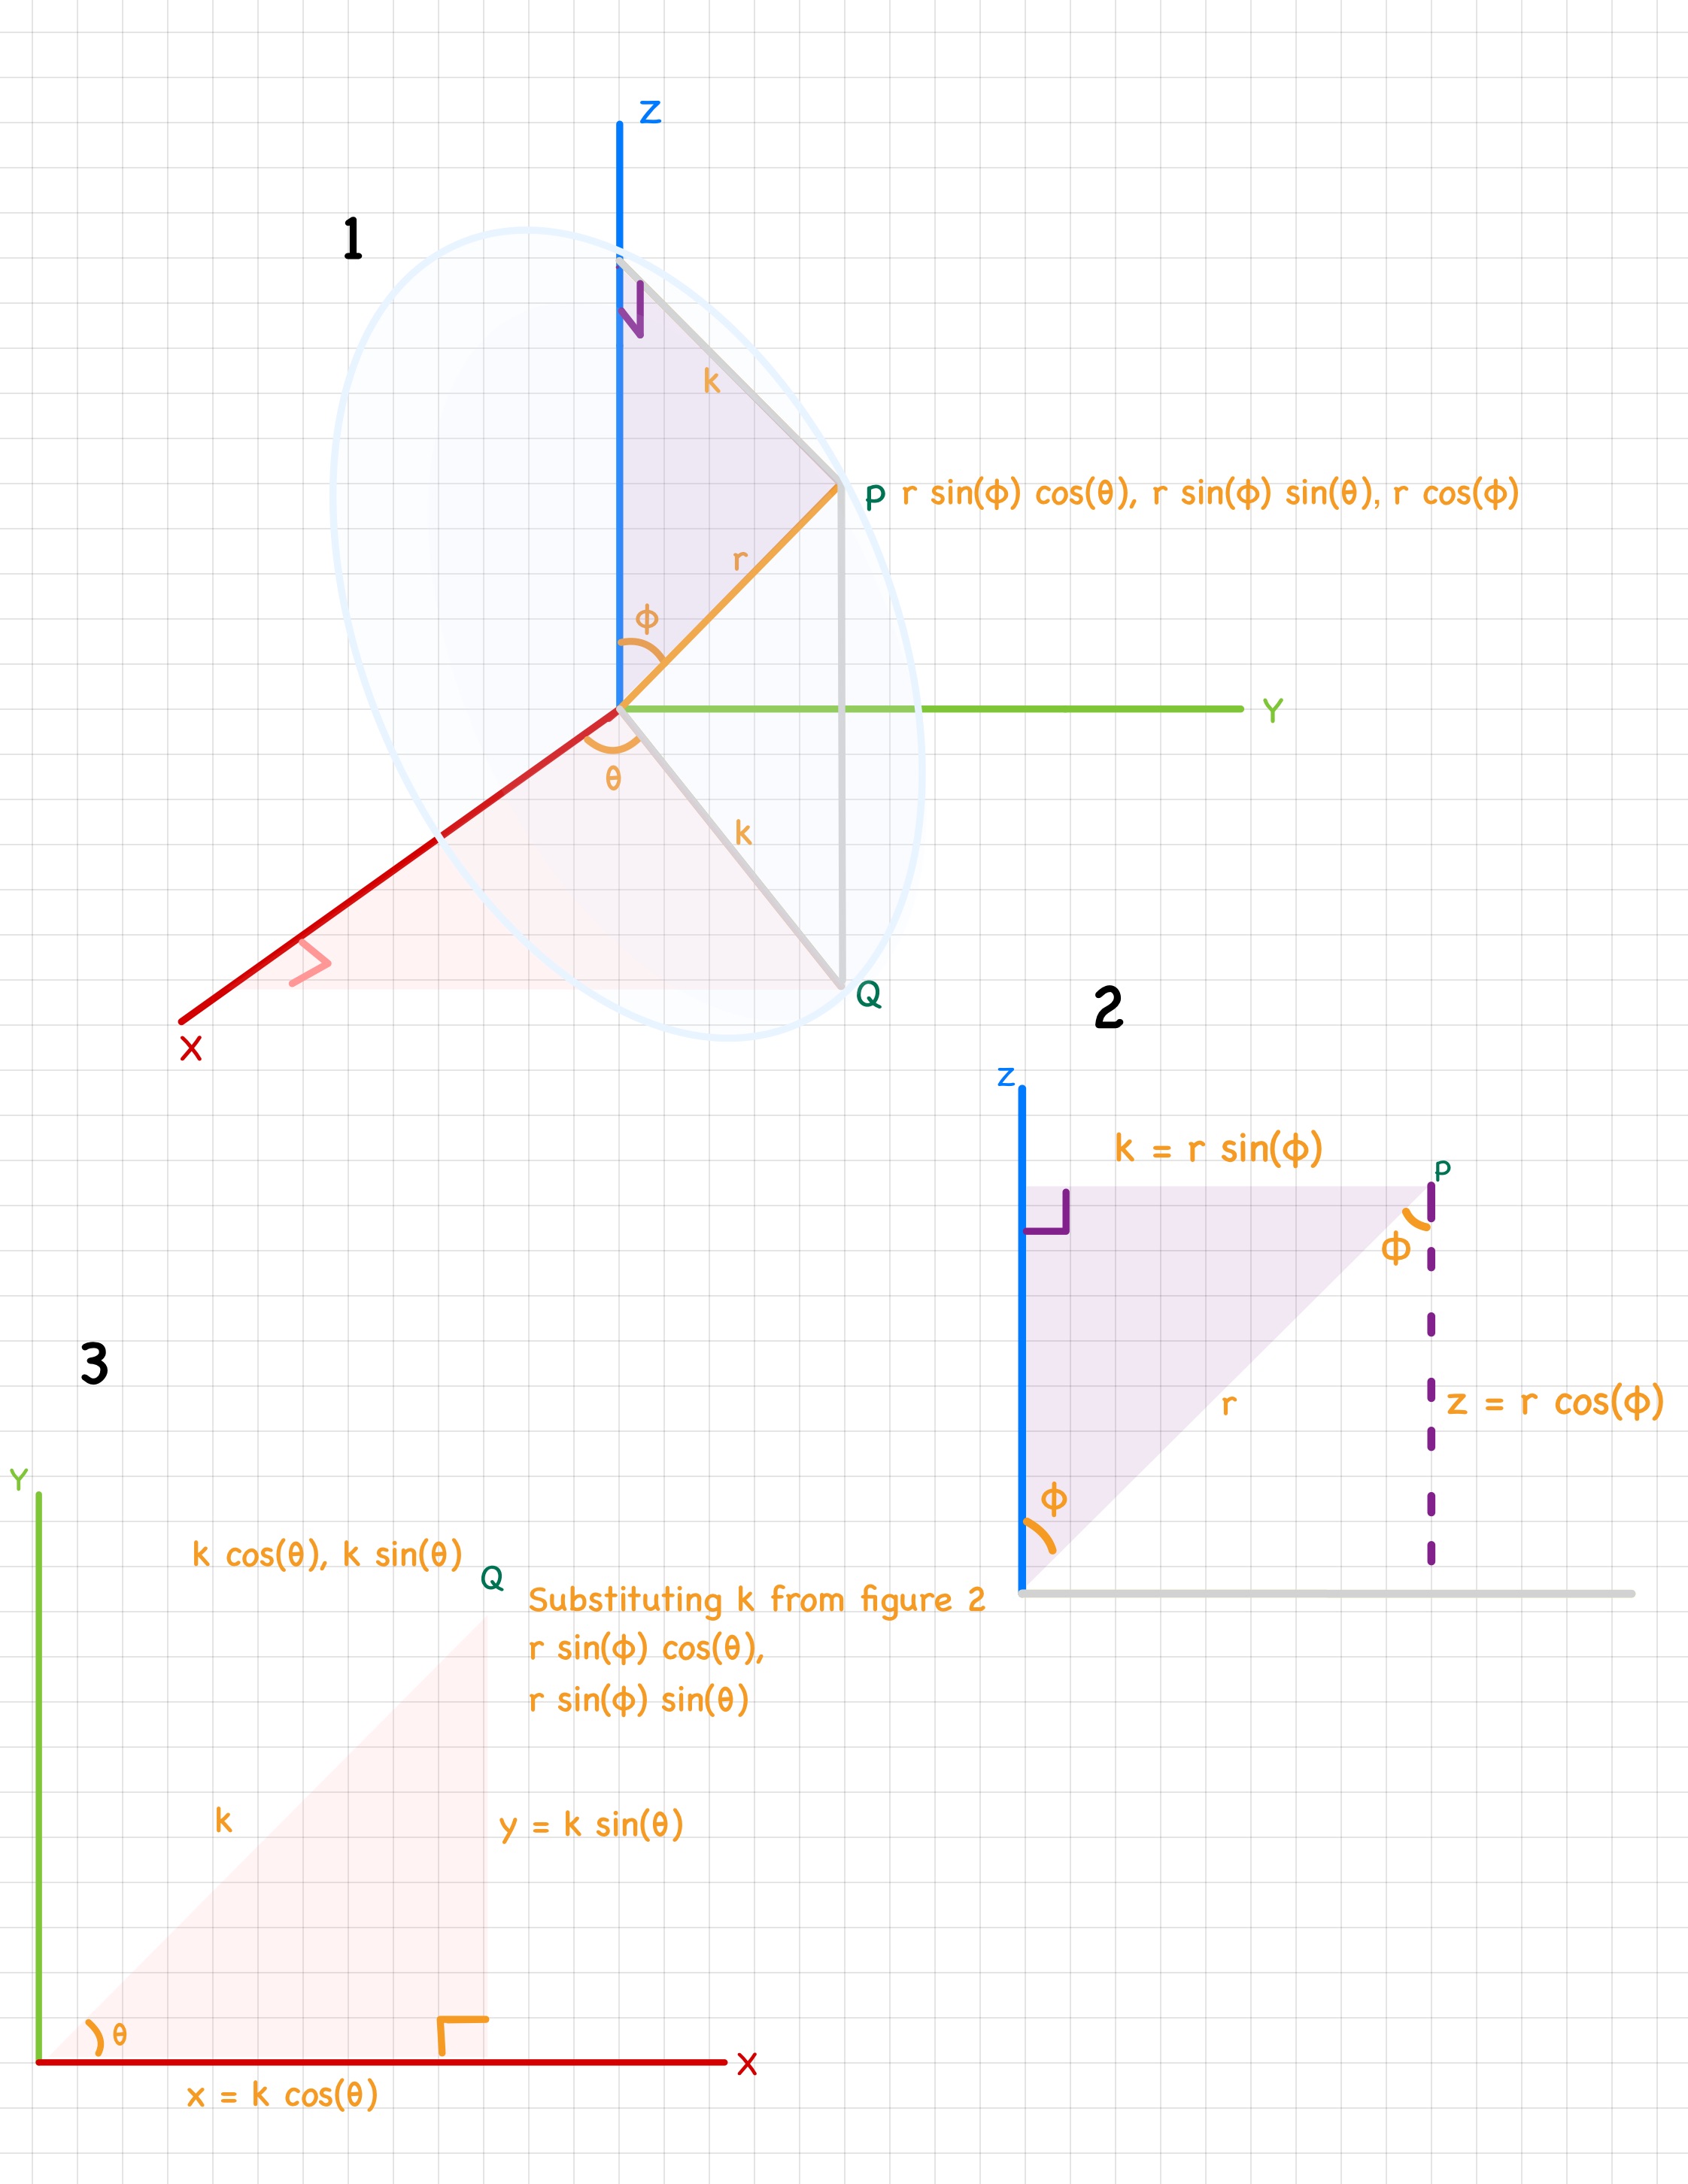 Z
1
k
P r sin(ϕ) cos(θ), r sin(ϕ) sin(θ), r cos(ϕ)
r
ϕ
Y
θ
k
Q
X
2
Z
k = r sin(ϕ)
P
ϕ
r
z = r cos(ϕ)
ϕ
3
Y
k cos(θ), k sin(θ)
Q
Substituting k from figure 2
r sin(ϕ) cos(θ),
r sin(ϕ) sin(θ)
k
y = k sin(θ)
θ
X
x = k cos(θ)